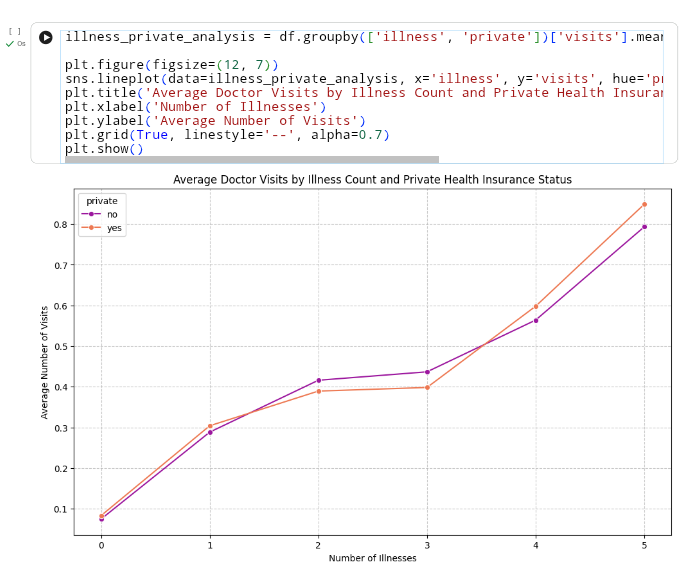 [ ]
0s
illness_private_analysis = df.groupby(['illness', 'private'])['visits'].mean
plt.figure(figsize=(12, 7))
sns.lineplot(data=illness_private_analysis, x='illness', y='visits', hue='pr
plt.title('Average Doctor Visits by Illness Count and Private Health Insuran
plt.xlabel('Number of Illnesses')
plt.ylabel('Average Number of Visits')
plt.grid(True, linestyle='--', alpha=0.7)
plt.show()
Average Doctor Visits by Illness Count and Private Health Insurance Status
private
no
yes
0.8
0.7
0.6
0.5
0.4
0.3
0.2
0.1
Average Number of Visits
0 1 2 3 4 5
Number of Illnesses